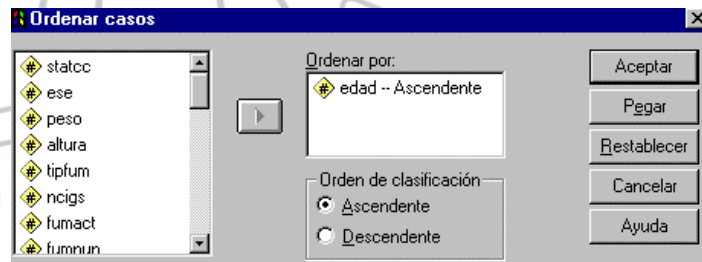 Ordenar casos
statcc
ese
peso
altura
tipfum
ncigs
fumact
fumnun
Ordenar por:
edad -- Ascendente
Orden de clasificación
Ascendente
Descendente
Aceptar
Pegar
Restablecer
Cancelar
Ayuda